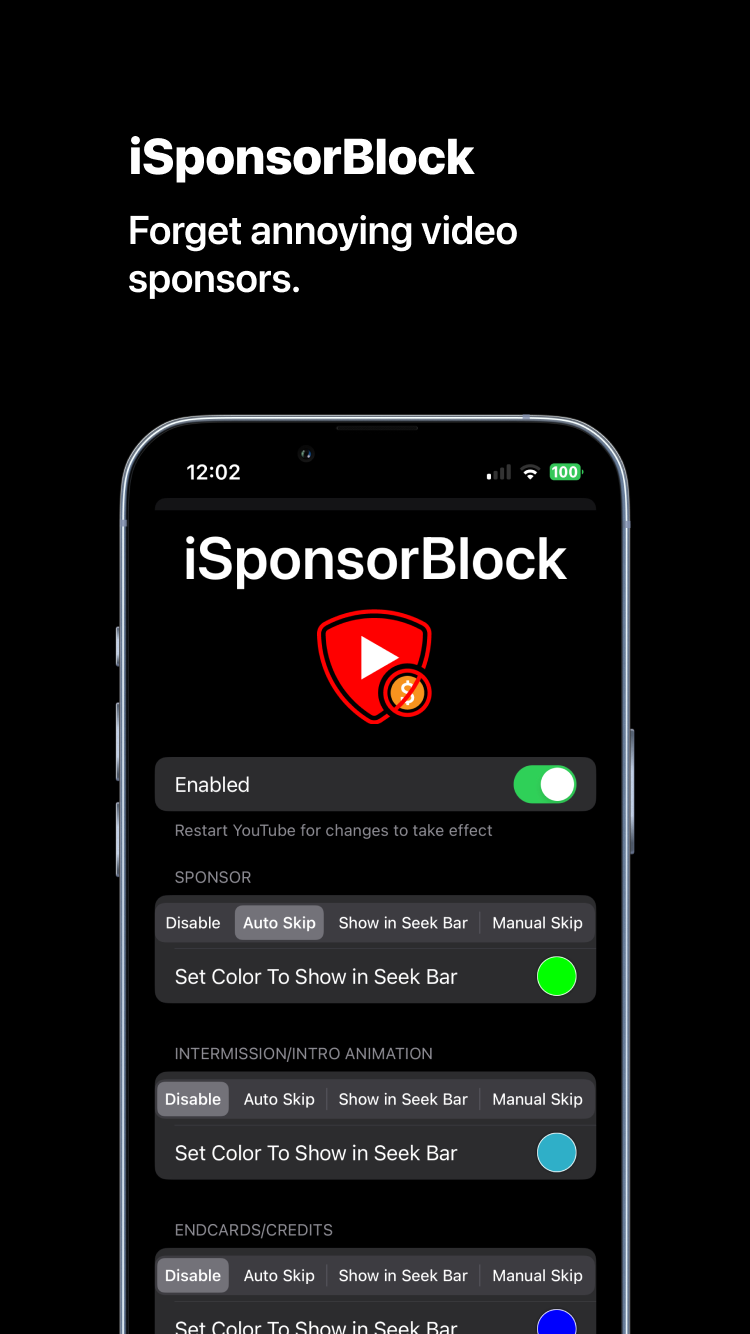 iSponsorBlock
Forget annoying video
sponsors.
12:02
100
iSponsorBlock
$
Enabled
Restart YouTube for changes to take effect
SPONSOR
Disable Auto Skip Show in Seek Bar Manual Skip
Set Color To Show in Seek Bar
INTERMISSION/INTRO ANIMATION
Disable Auto Skip Show in Seek Bar Manual Skip
Set Color To Show in Seek Bar
ENDCARDS/CREDITS
Disable Auto Skip Show in Seek Bar Manual Skip
Set Color To Show in Seek Bar